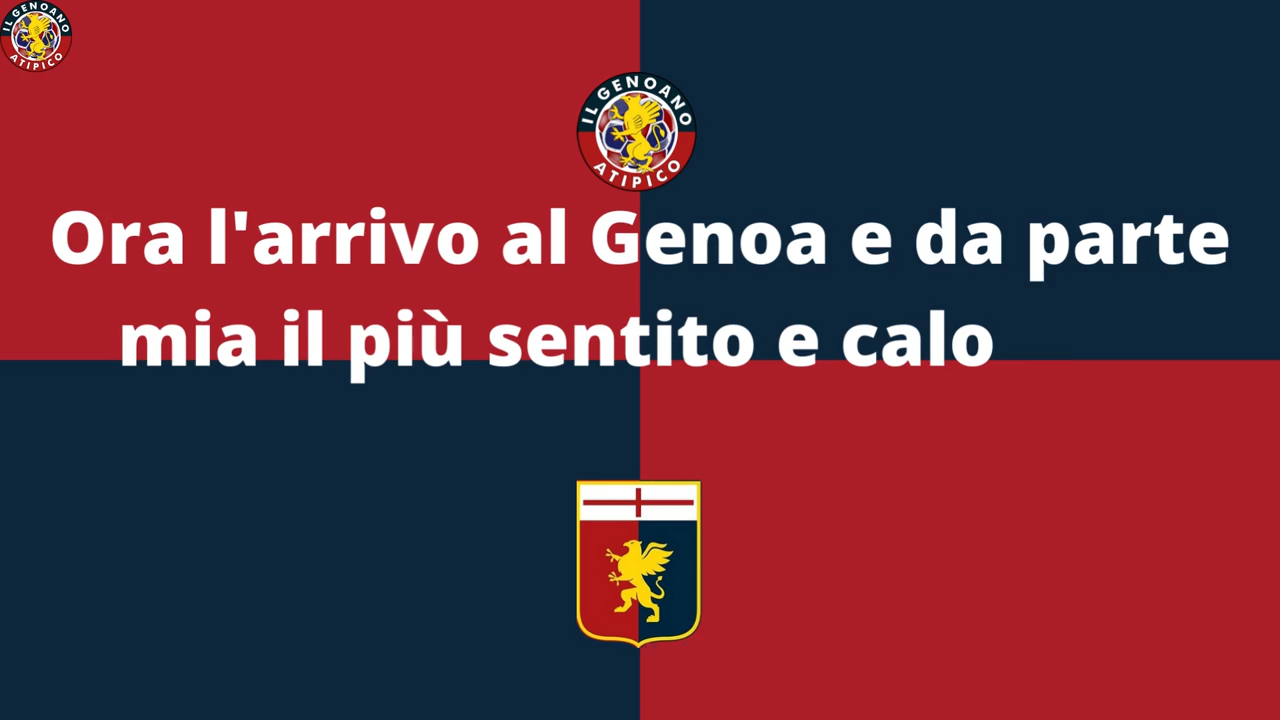 IL GENOANO
ATIPICO
IL GENOANO
ATIPICO
Ora l'arrivo al Genoa e da parte
mia il più sentito e calo